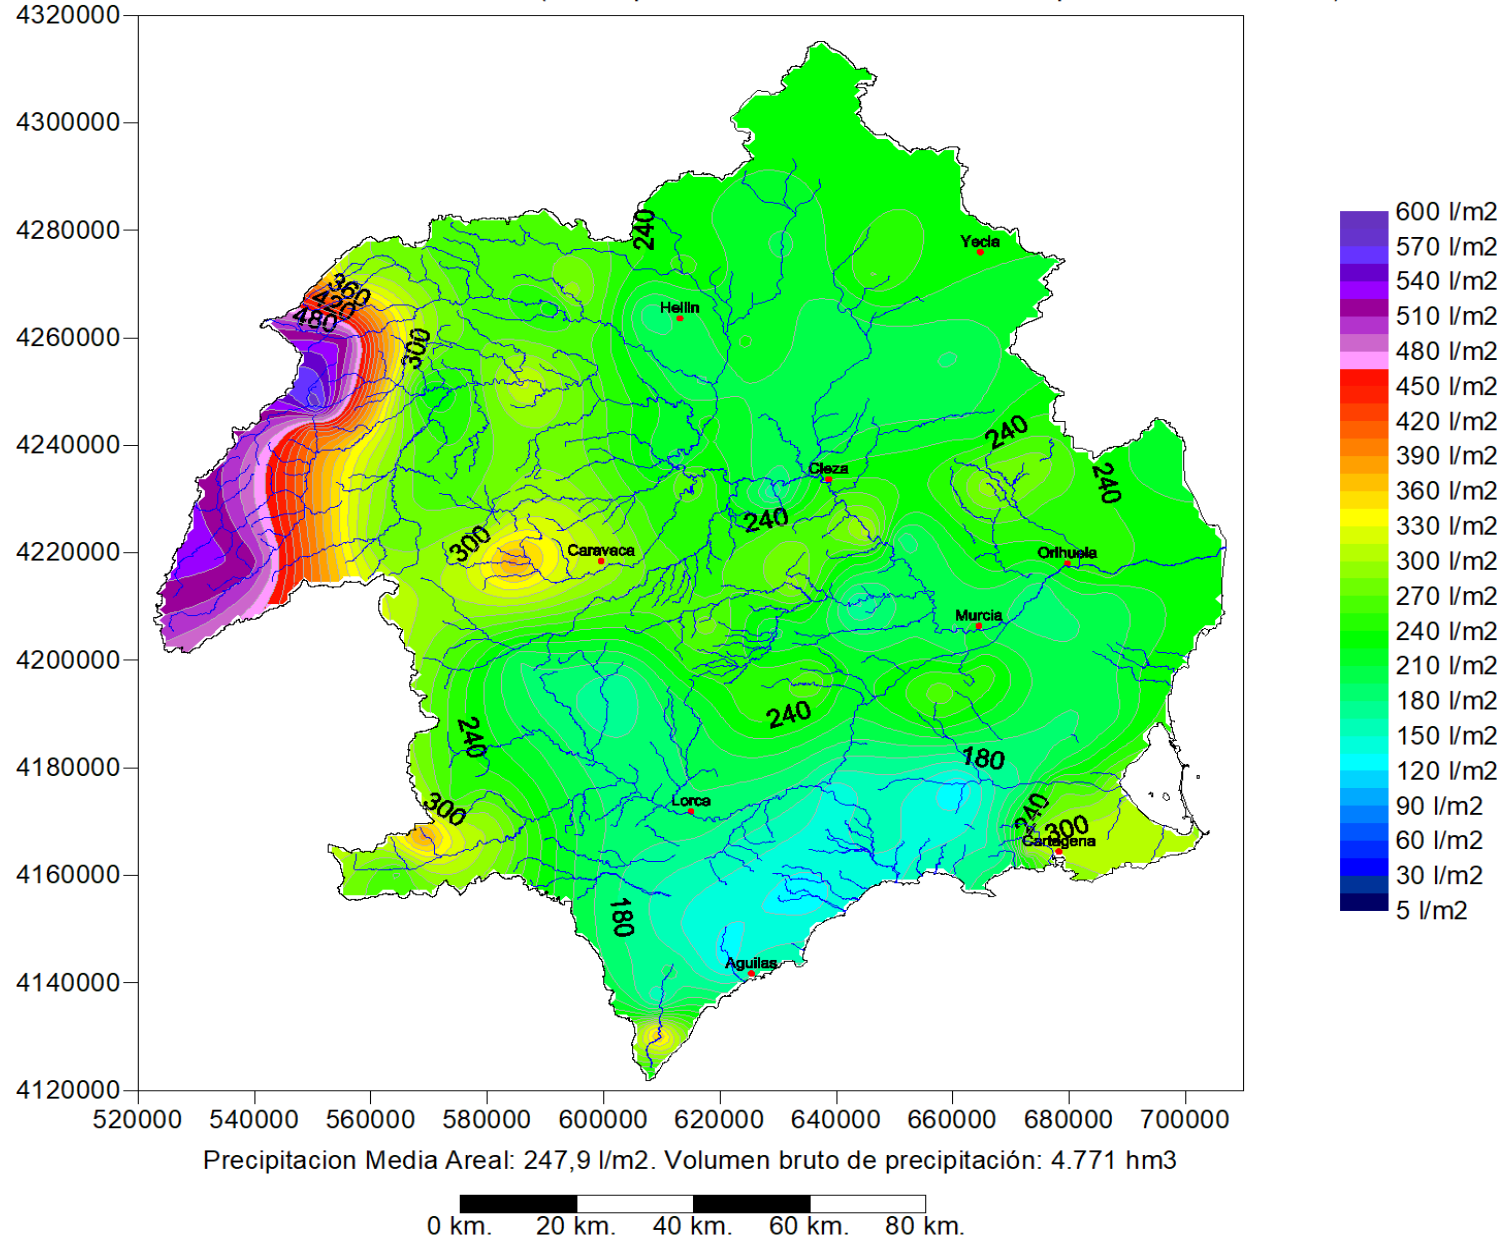 4320000
4300000
4280000
4260000
4240000
4220000
4200000
4180000
4160000
4140000
4120000
520000 540000 560000 580000 600000 620000 640000 660000 680000 700000
240
Yecla
360
420
480
Hellin
300
240
Cieza
240
240
300
Caravaca
Orihuela
Murcia
240
240
180
300
Lorca
240
300
Cartagena
180
Aguilas
600 l/m2
570 l/m2
540 l/m2
510 l/m2
480 l/m2
450 l/m2
420 l/m2
390 l/m2
360 l/m2
330 l/m2
300 l/m2
270 l/m2
240 l/m2
210 l/m2
180 l/m2
150 l/m2
120 l/m2
90 l/m2
60 l/m2
30 l/m2
5 l/m2
Precipitacion Media Areal: 247,9 l/m2. Volumen bruto de precipitación: 4.771 hm3
0 km. 20 km. 40 km. 60 km. 80 km.